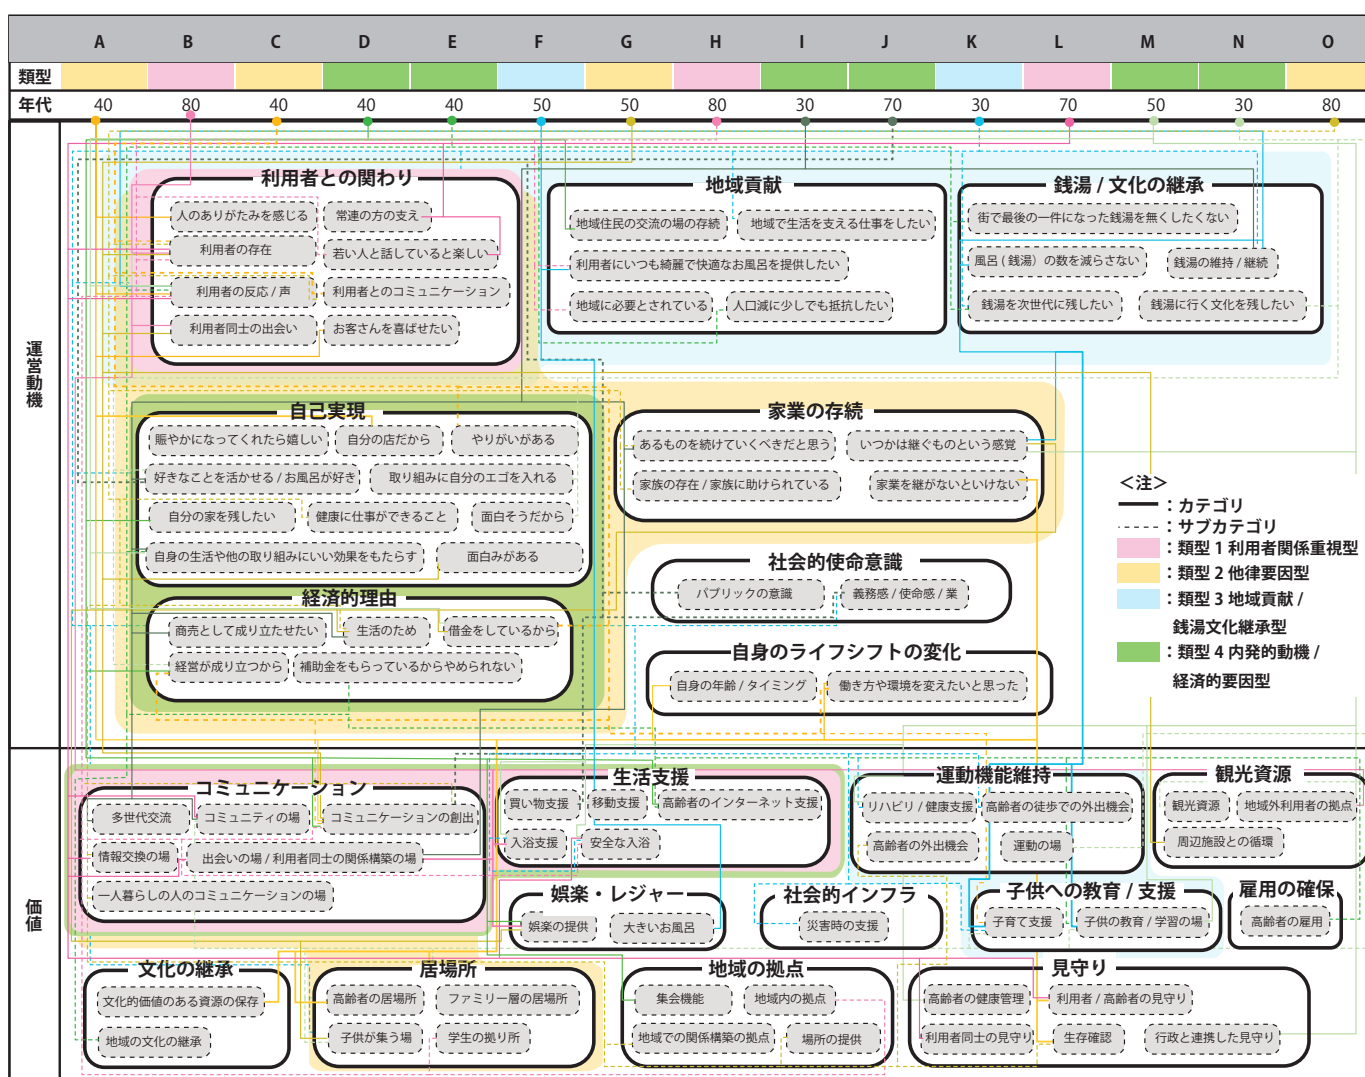 A B C D E F G H I J K L M N O
類型
年代 40 80 40 40 40 50 50 80 30 70 30 70 50 30 80
運営動機
利用者との関わり
人のありがたみを感じる
常連の方の支え
利用者の存在
若い人と話していると楽しい
利用者の反応 / 声
利用者とのコミュニケーション
利用者同士の出会い
お客さんを喜ばせたい
地域貢献
地域住民の交流の場の存続
地域で生活を支える仕事をしたい
利用者にいつも綺麗で快適なお風呂を提供したい
地域に必要とされている
人口減に少しでも抵抗したい
銭湯 / 文化の継承
街で最後の一件になった銭湯を無くしたくない
風呂 ( 銭湯 ) の数を減らさない
銭湯の維持 / 継続
銭湯を次世代に残したい
銭湯に行く文化を残したい
自己実現
賑やかになってくれたら嬉しい
自分の店だから
やりがいがある
好きなことを活かせる / お風呂が好き
取り組みに自分のエゴを入れる
自分の家を残したい
健康に仕事ができること
面白そうだから
自身の生活や他の取り組みにいい効果をもたらす
面白みがある
家業の存続
あるものを続けていくべきだと思う
いつかは継ぐものという感覚
家族の存在 / 家族に助けられている
家業を継がないといけない
経済的理由
商売として成り立たせたい
生活のため
借金をしているから
経営が成り立つから
補助金をもらっているからやめられない
社会的使命意識
パブリックの意識
義務感 / 使命感 / 業
自身のライフシフトの変化
自身の年齢 / タイミング
働き方や環境を変えたいと思った
＜注＞
：カテゴリ
：サブカテゴリ
：類型 1 利用者関係重視型
：類型 2 他律要因型
：類型 3 地域貢献 /
銭湯文化継承型
：類型 4 内発的動機 /
経済的要因型
価値
コミュニケーション
多世代交流
コミュニティの場
コミュニケーションの創出
情報交換の場
出会いの場 / 利用者同士の関係構築の場
一人暮らしの人のコミュニケーションの場
生活支援
買い物支援
移動支援
高齢者のインターネット支援
入浴支援
安全な入浴
運動機能維持
リハビリ / 健康支援
高齢者の徒歩での外出機会
高齢者の外出機会
運動の場
観光資源
観光資源
地域外利用者の拠点
周辺施設との循環
娯楽・レジャー
娯楽の提供
大きいお風呂
社会的インフラ
災害時の支援
子供への教育 / 支援
子育て支援
子供の教育 / 学習の場
雇用の確保
高齢者の雇用
文化の継承
文化的価値のある資源の保存
地域の文化の継承
居場所
高齢者の居場所
ファミリー層の居場所
子供が集う場
学生の拠り所
地域の拠点
集会機能
地域内の拠点
地域での関係構築の拠点
場所の提供
見守り
高齢者の健康管理
利用者 / 高齢者の見守り
利用者同士の見守り
生存確認
行政と連携した見守り